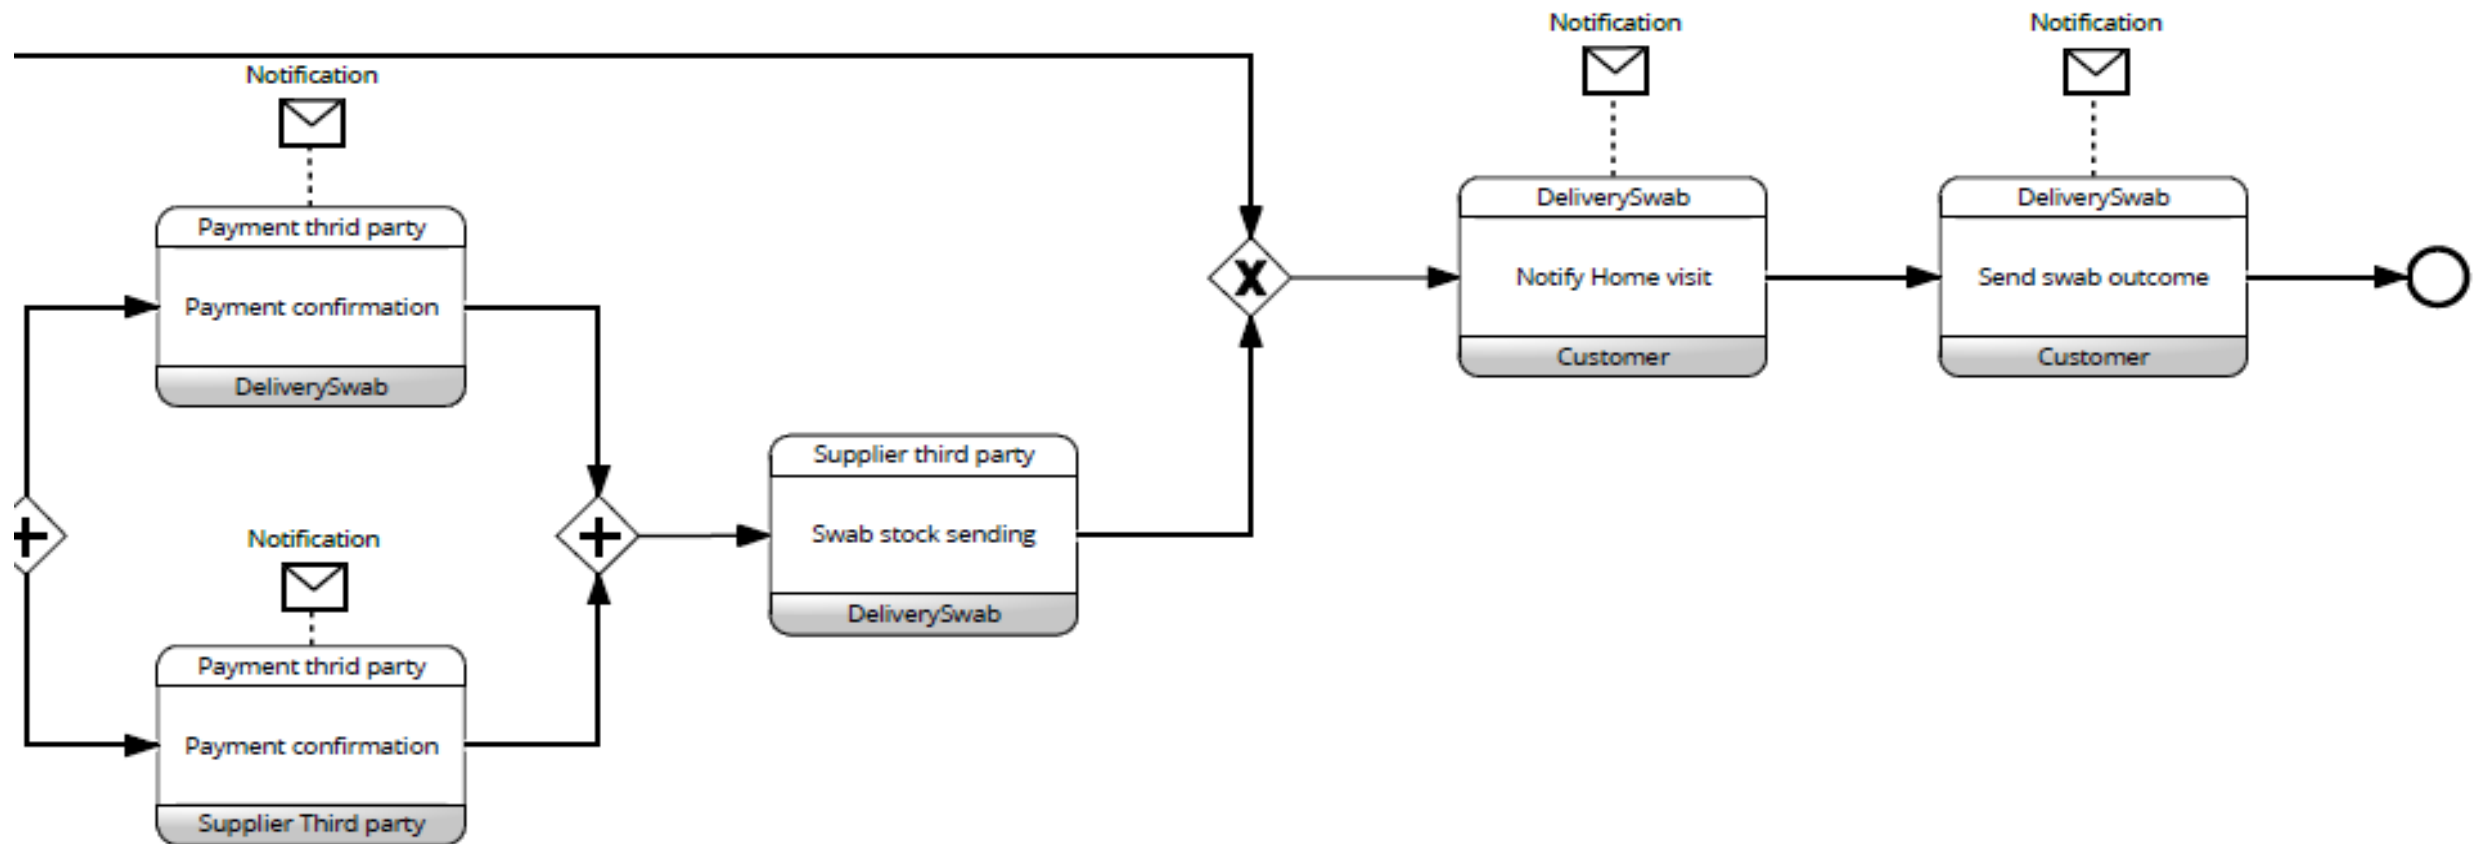 Notification
Payment thrid party
Payment confirmation
DeliverySwab
Notification
Payment thrid party
Payment confirmation
Supplier Third party
Supplier third party
Swab stock sending
DeliverySwab
Notification
DeliverySwab
Notify Home visit
Customer
Notification
DeliverySwab
Send swab outcome
Customer